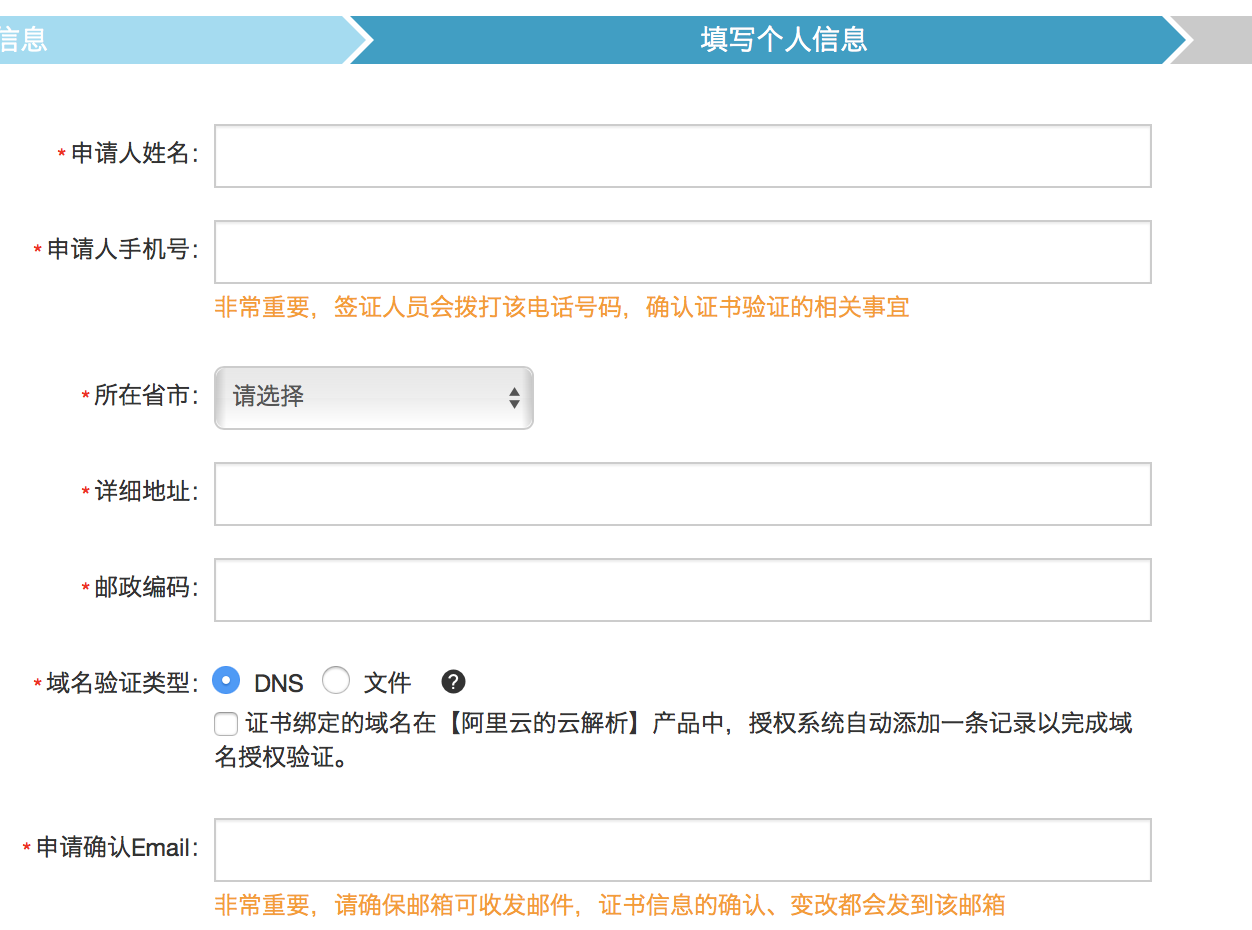 信息
填写个人信息
*申请人姓名:
*申请人手机号:
非常重要，签证人员会拨打该电话号码，确认证书验证的相关事宜
*所在省市: 请选择
*详细地址:
*邮政编码:
*域名验证类型: DNS 文件 ?
证书绑定的域名在【阿里云的云解析】产品中，授权系统自动添加一条记录以完成域
名授权验证。
*申请确认Email:
非常重要，请确保邮箱可收发邮件，证书信息的确认、变改都会发到该邮箱